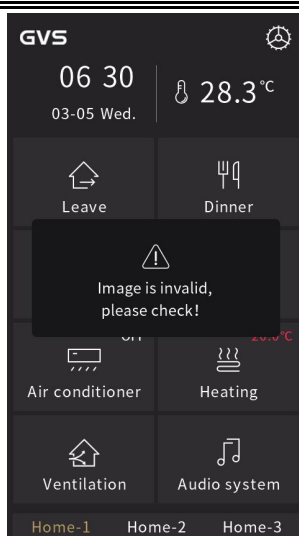 GVS
06 30
28.3°C
03-05 Wed.
Leave
Dinner
Image is invalid,
please check!
Air conditioner
Heating
Ventilation
Audio system
Home-1
Home-2
Home-3